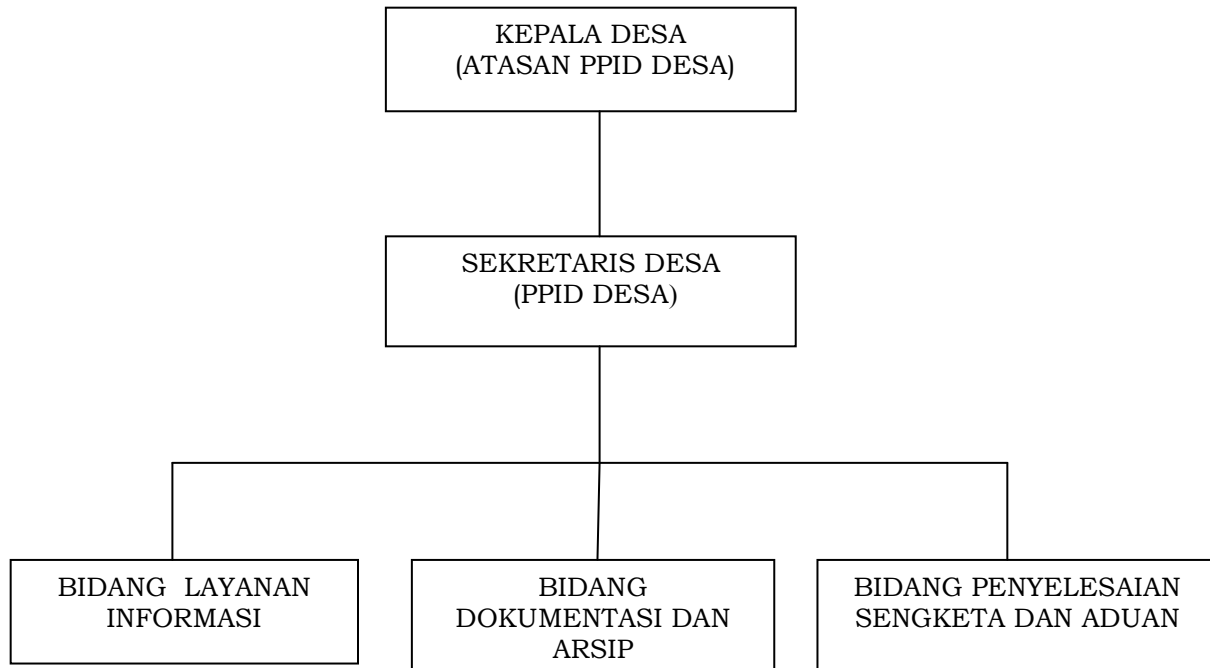 KEPALA DESA
(ATASAN PPID DESA)
SEKRETARIS DESA
(PPID DESA)
BIDANG LAYANAN
INFORMASI
BIDANG
DOKUMENTASI DAN
ARSIP
BIDANG PENYELESAIAN
SENGKETA DAN ADUAN